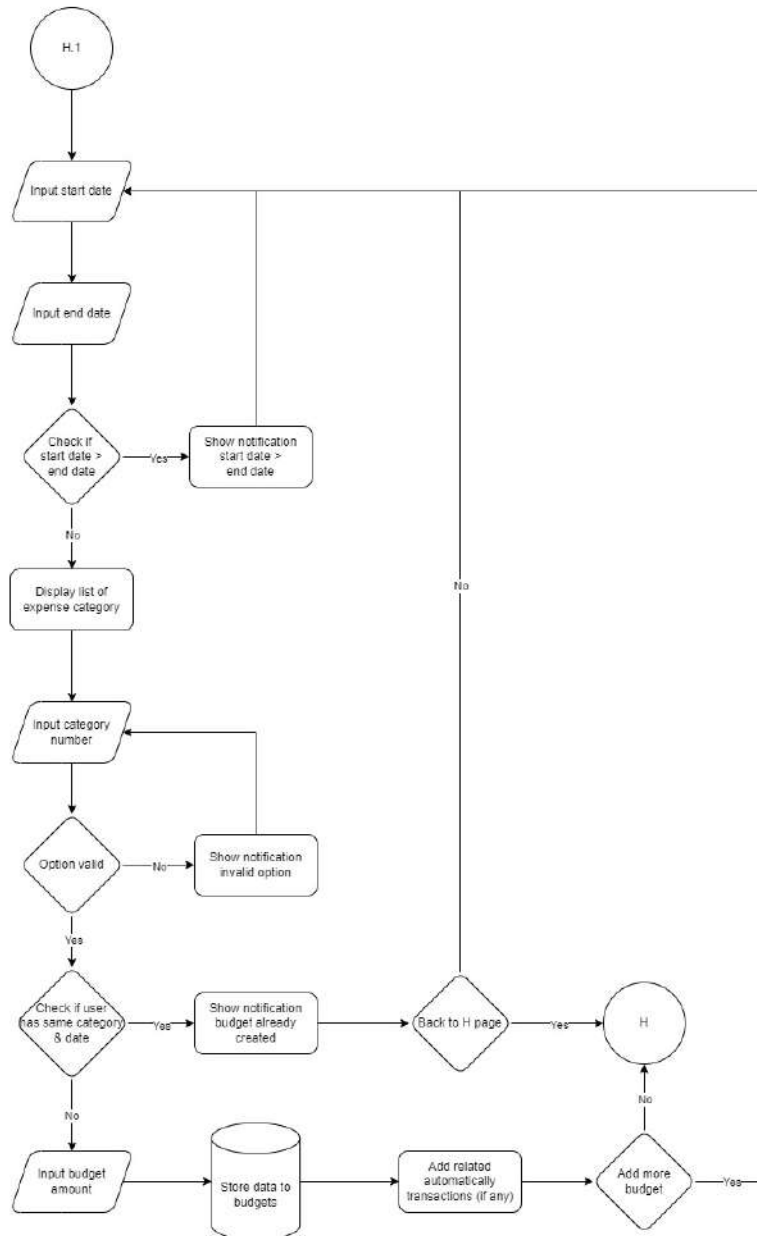 H.1
Input start date
Input end date
Check if
start date >
end date
Yes
Show notification
start date >
end date
No
Display list of
expense category
No
Input category
number
Option valid
No
Show notification
invalid option
Yes
Check if user
has same category
& date
Yes
Show notification
budget already
created
Back to H page
Yes
H
No
No
Input budget
amount
Store data to
budgets
Add related
automatically
transactions (if any)
Add more
budget
Yes